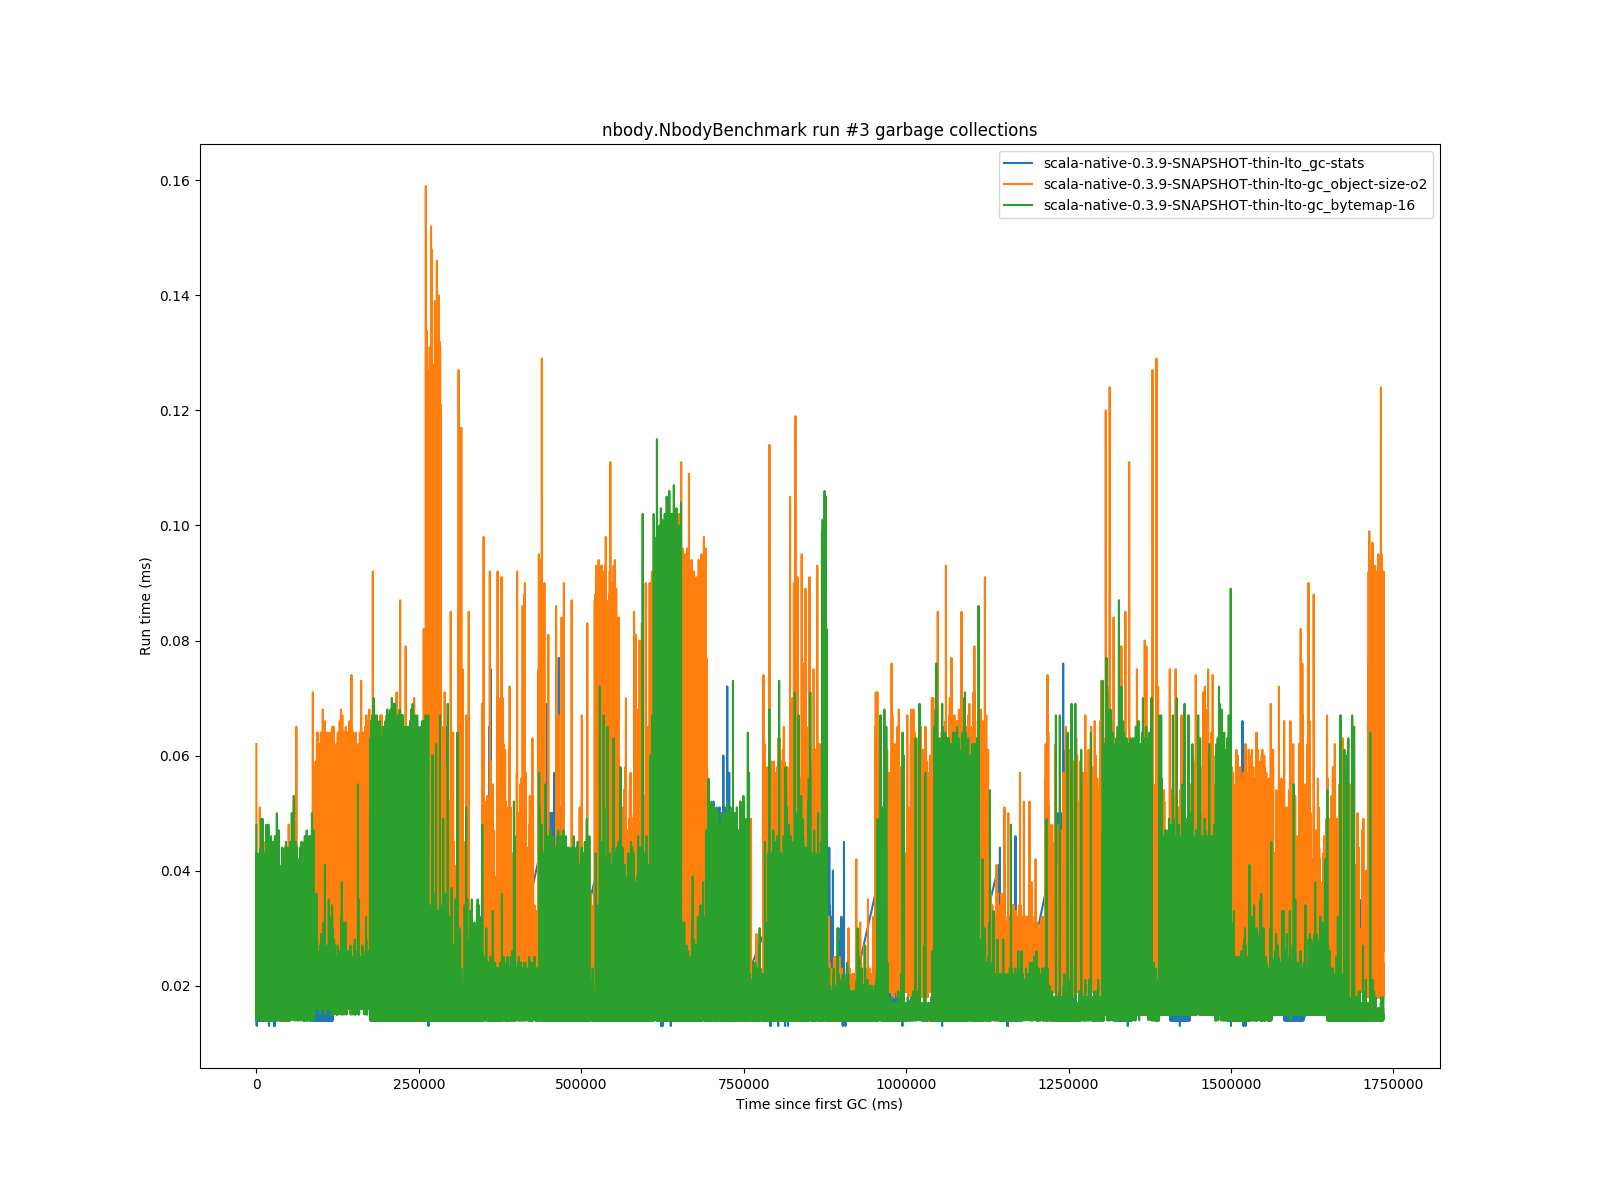 nbody.NbodyBenchmark run #3 garbage collections
scala-native-0.3.9-SNAPSHOT-thin-lto_gc-stats
scala-native-0.3.9-SNAPSHOT-thin-lto-gc_object-size-o2
scala-native-0.3.9-SNAPSHOT-thin-lto-gc_bytemap-16
0.16
0.14
0.12
0.10
0.08
0.06
0.04
0.02
Run time (ms)
0 250000 500000 750000 1000000 1250000 1500000 1750000
Time since first GC (ms)